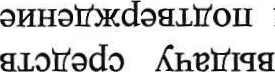 выдачу средств
подтверждение